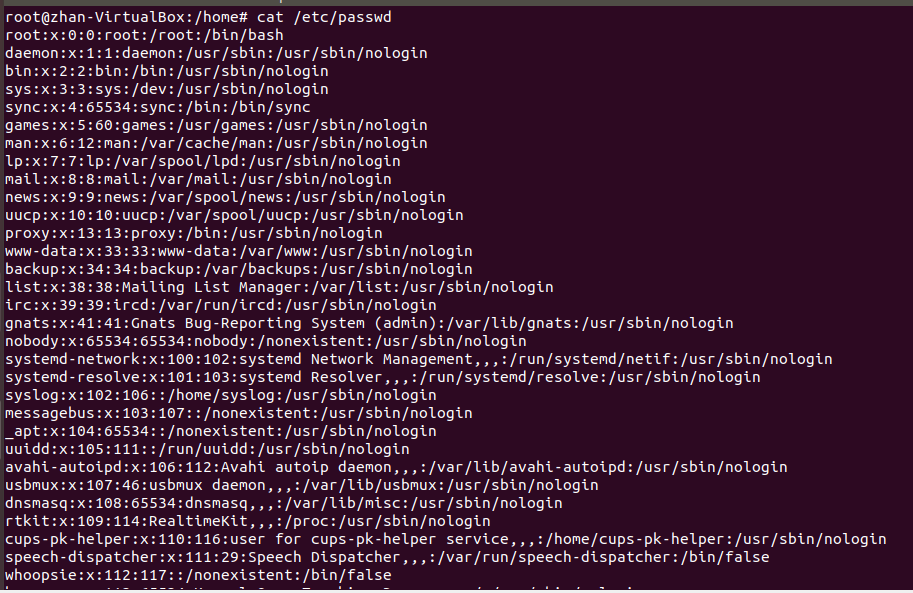 root@zhan-VirtualBox:/home# cat /etc/passwd
root:x:0:0:root:/root:/bin/bash
daemon:x:1:1:daemon:/usr/sbin:/usr/sbin/nologin
bin:x:2:2:bin:/bin:/usr/sbin/nologin
sys:x:3:3:sys:/dev:/usr/sbin/nologin
sync:x:4:65534:sync:/bin:/bin/sync
games:x:5:60:games:/usr/games:/usr/sbin/nologin
man:x:6:12:man:/var/cache/man:/usr/sbin/nologin
lp:x:7:7:lp:/var/spool/lpd:/usr/sbin/nologin
mail:x:8:8:mail:/var/mail:/usr/sbin/nologin
news:x:9:9:news:/var/spool/news:/usr/sbin/nologin
uucp:x:10:10:uucp:/var/spool/uucp:/usr/sbin/nologin
proxy:x:13:13:proxy:/bin:/usr/sbin/nologin
www-data:x:33:33:www-data:/var/www:/usr/sbin/nologin
backup:x:34:34:backup:/var/backups:/usr/sbin/nologin
list:x:38:38:Mailing List Manager:/var/list:/usr/sbin/nologin
irc:x:39:39:ircd:/var/run/ircd:/usr/sbin/nologin
gnats:x:41:41:Gnats Bug-Reporting System (admin):/var/lib/gnats:/usr/sbin/nologin
nobody:x:65534:65534:nobody:/nonexistent:/usr/sbin/nologin
systemd-network:x:100:102:systemd Network Management,,,:/run/systemd/netif:/usr/sbin/nologin
systemd-resolve:x:101:103:systemd Resolver,,,:/run/systemd/resolve:/usr/sbin/nologin
syslog:x:102:106::/home/syslog:/usr/sbin/nologin
messagebus:x:103:107::/nonexistent:/usr/sbin/nologin
_apt:x:104:65534::/nonexistent:/usr/sbin/nologin
uuidd:x:105:111::/run/uuidd:/usr/sbin/nologin
avahi-autoipd:x:106:112:Avahi autoip daemon,,,:/var/lib/avahi-autoipd:/usr/sbin/nologin
usbmux:x:107:46:usbmux daemon,,,:/var/lib/usbmux:/usr/sbin/nologin
dnsmasq:x:108:65534:dnsmasq,,,:/var/lib/misc:/usr/sbin/nologin
rtkit:x:109:114:RealtimeKit,,,:/proc:/usr/sbin/nologin
cups-pk-helper:x:110:116:user for cups-pk-helper service,,,:/home/cups-pk-helper:/usr/sbin/nologin
speech-dispatcher:x:111:29:Speech Dispatcher,,,:/var/run/speech-dispatcher:/bin/false
whoopsie:x:112:117::/nonexistent:/bin/false